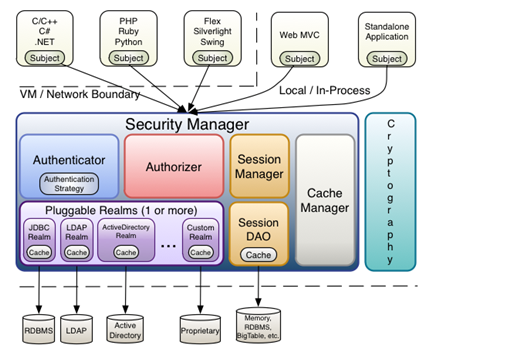 C/C++
C#
.NET
Subject
PHP
Ruby
Python
Subject
Flex
Silverlight
Swing
Subject
Web MVC
Subject
Standalone
Application
Subject
VM / Network Boundary
Local / In-Process
Security Manager
Authenticator
Authentication
Strategy
Authorizer
Session
Manager
Cache
Manager
Cryptography
Pluggable Realms (1 or more)
JDBC
Realm
Cache
LDAP
Realm
Cache
ActiveDirectory
Realm
Cache
...
Custom
Realm
Cache
Session
DAO
Cache
RDBMS
LDAP
Active
Directory
Proprietary
Memory,
RDBMS,
BigTable, etc.